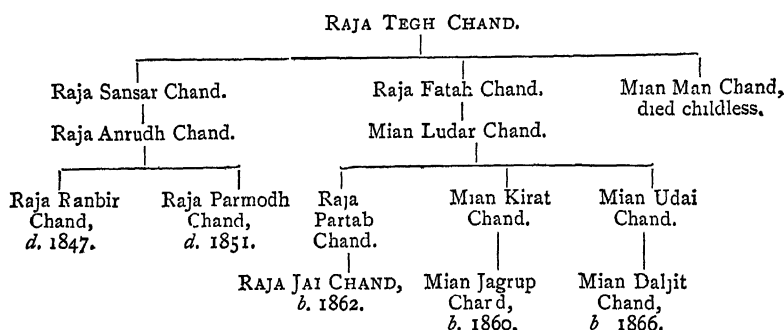 RAJA TEGH CHAND.
Raja Sansar Chand.
Raja Fatah Chand.
Mian Man Chand,
died childless.
Raja Anrudh Chand.
Mian Ludar Chand.
Raja Ranbir
Chand,
d. 1847.
Raja Parmodh
Chand,
d. 1851.
Raja
Partab
Chand.
Mian Kirat
Chand.
Mian Udai
Chand.
RAJA JAI CHAND,
b. 1862.
Mian Jagrup
Chard,
b. 1860.
Mian Daljit
Chand,
b 1866.